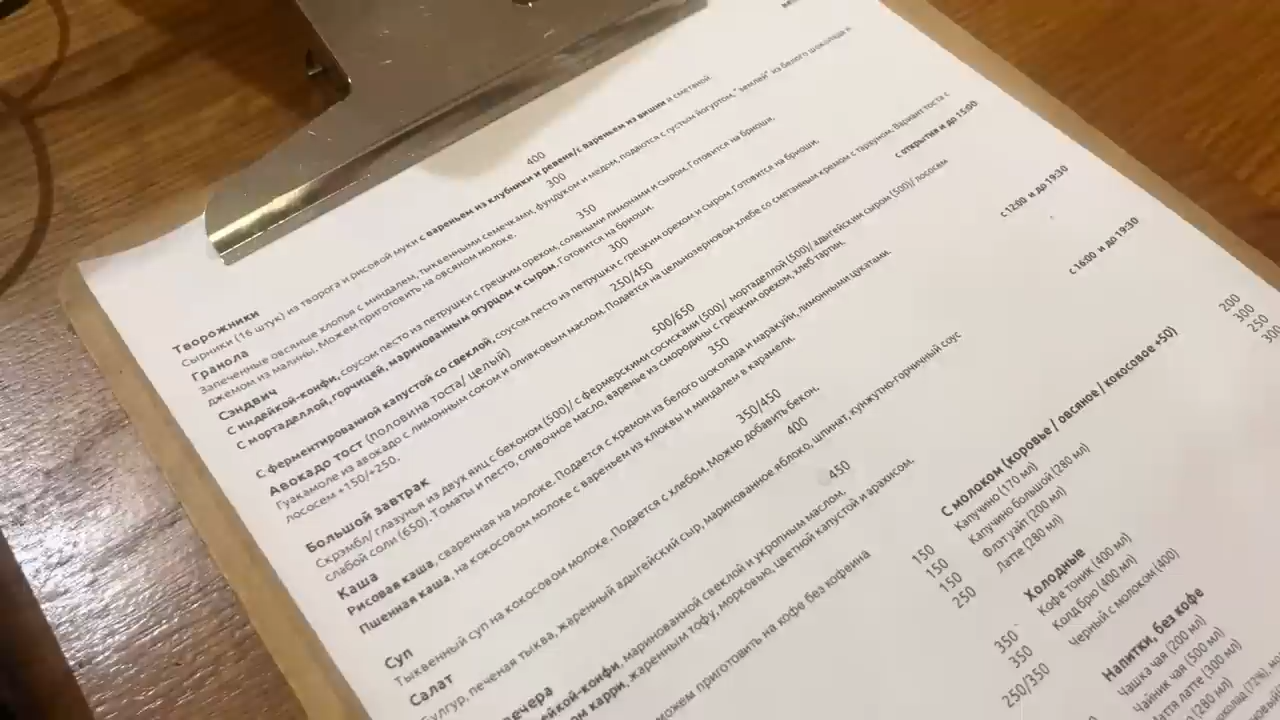 400
Творожники
Сырники (16 штук) из творога и рисовой муки с вареньем из клубники и ревеня/с вареньем из вишни и сметаной.
300
Гранола
Запеченные овсяные хлопья с миндалем, тыквенными семечками, фундуком и медом, подаются с густым йогуртом, "землей" из белого шоколада и
джемом из малины. Можем приготовить на овсяном молоке.
350
Сэндвич
С индейкой-конфи, соусом песто из петрушки с грецким орехом, солеными лимонами и сыром. Готовится на бриоши.
С мортаделлой, горчицей, маринованным огурцом и сыром. Готовится на бриоши.
300
С ферментированной капустой со свеклой, соусом песто из петрушки с грецким орехом и сыром. Готовится на бриоши.
250/450
Авокадо тост (половина тоста/ целый)
Гуакамоле из авокадо с лимонным соком и оливковым маслом. Подается на цельнозерновом хлебе со сметанным кремом с тархуном. Вариант тоста с
лососем +150/+250.
с открытия и до 15:00
500/650
Большой завтрак
Скрэмбл/ глазунья из двух яиц с беконом (500)/ с фермерскими сосисками (500)/ мортаделлой (500)/ адыгейским сыром (500)/ лососем
слабой соли (650). Томаты и песто, сливочное масло, варенье из смородины с грецким орехом, хлеб тартин.
350
Каша
Рисовая каша, сваренная на молоке. Подается с кремом из белого шоколада и маракуйи, лимонными цукатами.
Пшенная каша, на кокосовом молоке с вареньем из клюквы и миндалем в карамели.
с 12:00 и до 19:30
350/450
Суп
Тыквенный суп на кокосовом молоке. Подается с хлебом. Можно добавить бекон.
400
Салат
Булгур, печеная тыква, жаренный адыгейский сыр, маринованное яблоко, шпинат, кунжутно-горчичный соус
с 16:00 и до 19:30
450
вечера
йкой-конфи, маринованной свеклой и укропным маслом.
ом карри, жаренным тофу, морковью, цветной капустой и арахисом.
можем приготовить на кофе без кофеина
150
150
150
250
350
350
250/350
С молоком (коровье / овсяное / кокосовое +50)
Капучино (170 мл)
200
Капучино большой (280 мл)
300
Флэт уайт (200 мл)
250
Латте (280 мл)
300
Холодные
Кофе тоник (400 мл)
Колд брю (400 мл)
Черный с молоком (400)
Напитки, без кофе
Чашка чая (200 мл)
Чайник чая (500 мл)
латте (300 мл)
(280 мл)